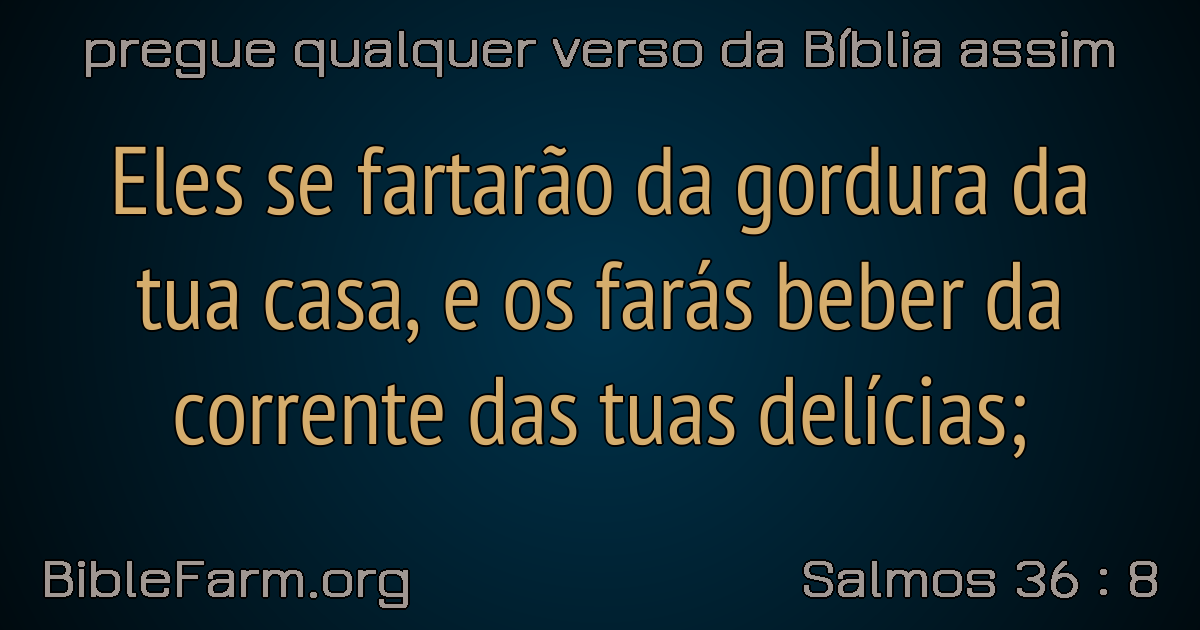 pregue qualquer verso da Bíblia assim
Eles se fartarão da gordura da
tua casa, e os farás beber da
corrente das tuas delícias;
BibleFarm.org
Salmos 36 : 8